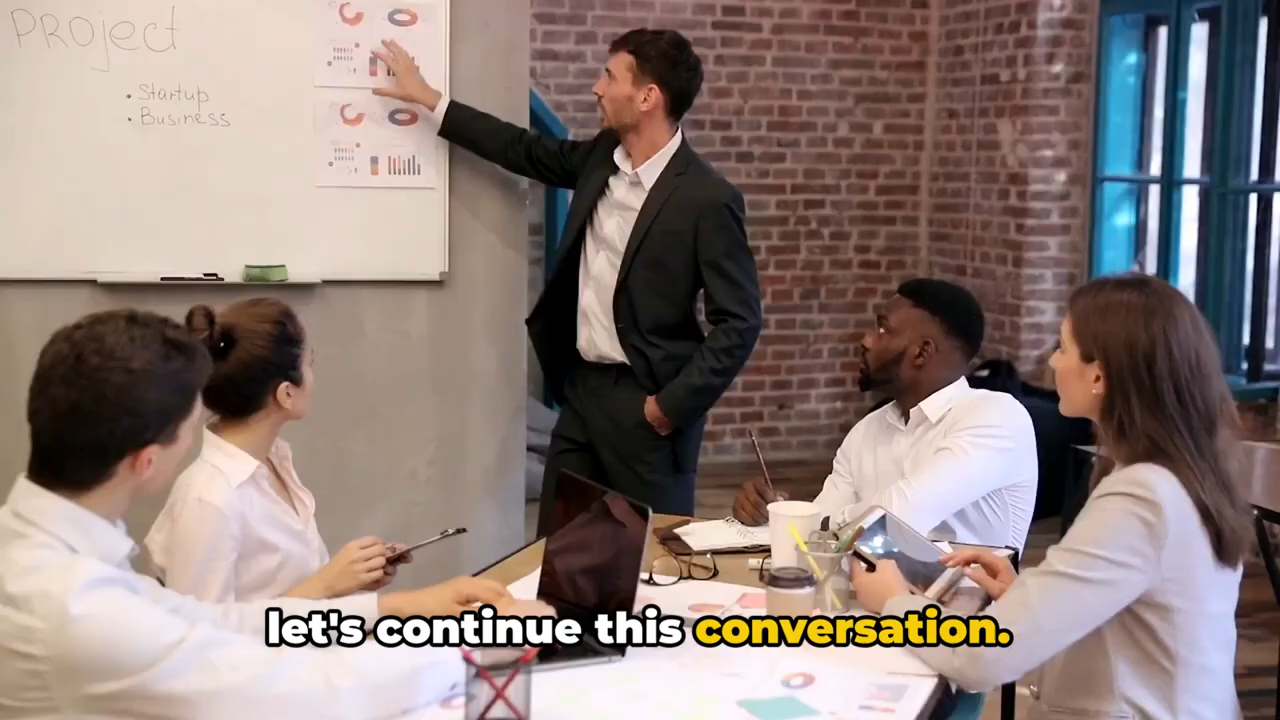 PROject
• Startup
• Business
let's continue this conversation.